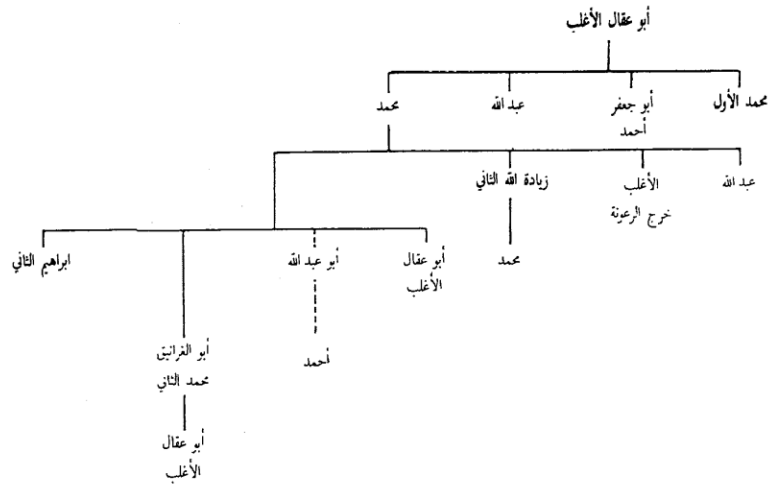 أبو عقال الأغلب
محمد الأول
أبو جعفر
أحمد
عبد الله
محمد
عبد الله
الأغلب
خرج الرعونة
زيادة الله الثاني
محمد
أبو عقال
الأغلب
أبو عبد الله
ابراهيم الثاني
أحمد
أبو الغرانيق
محمد الثاني
أبو عقال
الأغلب